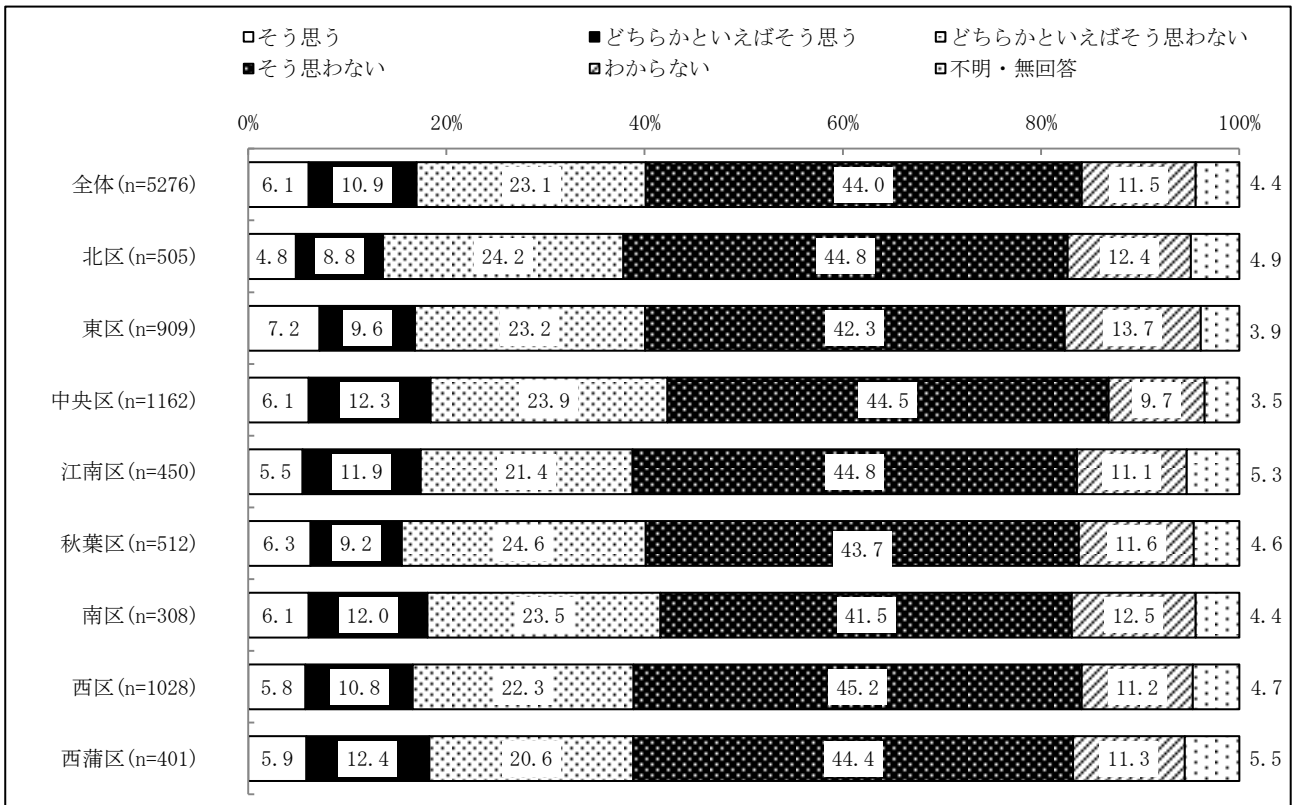 そう思う どちらかといえばそう思う どちらかといえばそう思わない
そう思わない わからない 不明・無回答
0% 20% 40% 60% 80% 100%
全体(n=5276) 6.1 10.9 23.1 44.0 11.5 4.4
北区(n=505) 4.8 8.8 24.2 44.8 12.4 4.9
東区(n=909) 7.2 9.6 23.2 42.3 13.7 3.9
中央区(n=1162) 6.1 12.3 23.9 44.5 9.7 3.5
江南区(n=450) 5.5 11.9 21.4 44.8 11.1 5.3
秋葉区(n=512) 6.3 9.2 24.6 43.7 11.6 4.6
南区(n=308) 6.1 12.0 23.5 41.5 12.5 4.4
西区(n=1028) 5.8 10.8 22.3 45.2 11.2 4.7
西蒲区(n=401) 5.9 12.4 20.6 44.4 11.3 5.5